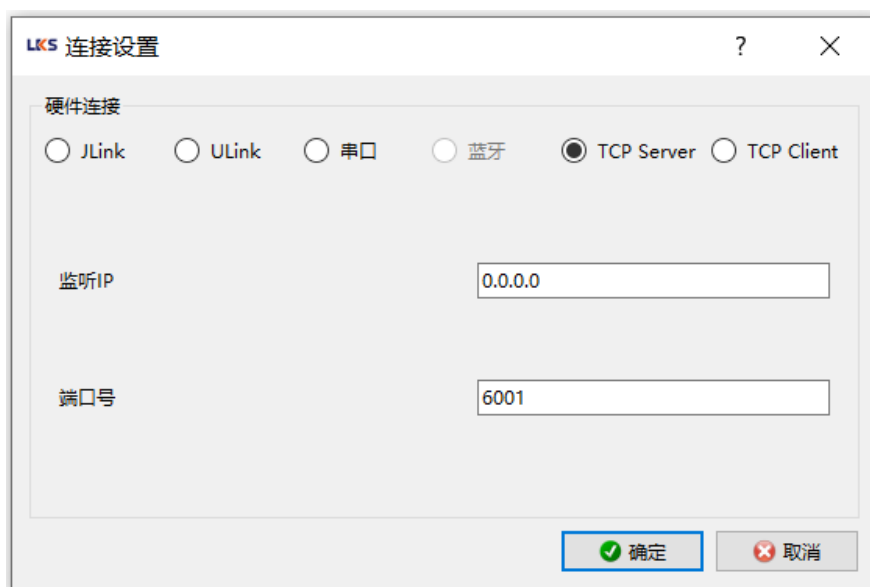 LKS 连接设置 ?
硬件连接
JLink ULink 串口 蓝牙 TCP Server TCP Client
监听IP 0.0.0.0
端口号 6001
确定 取消